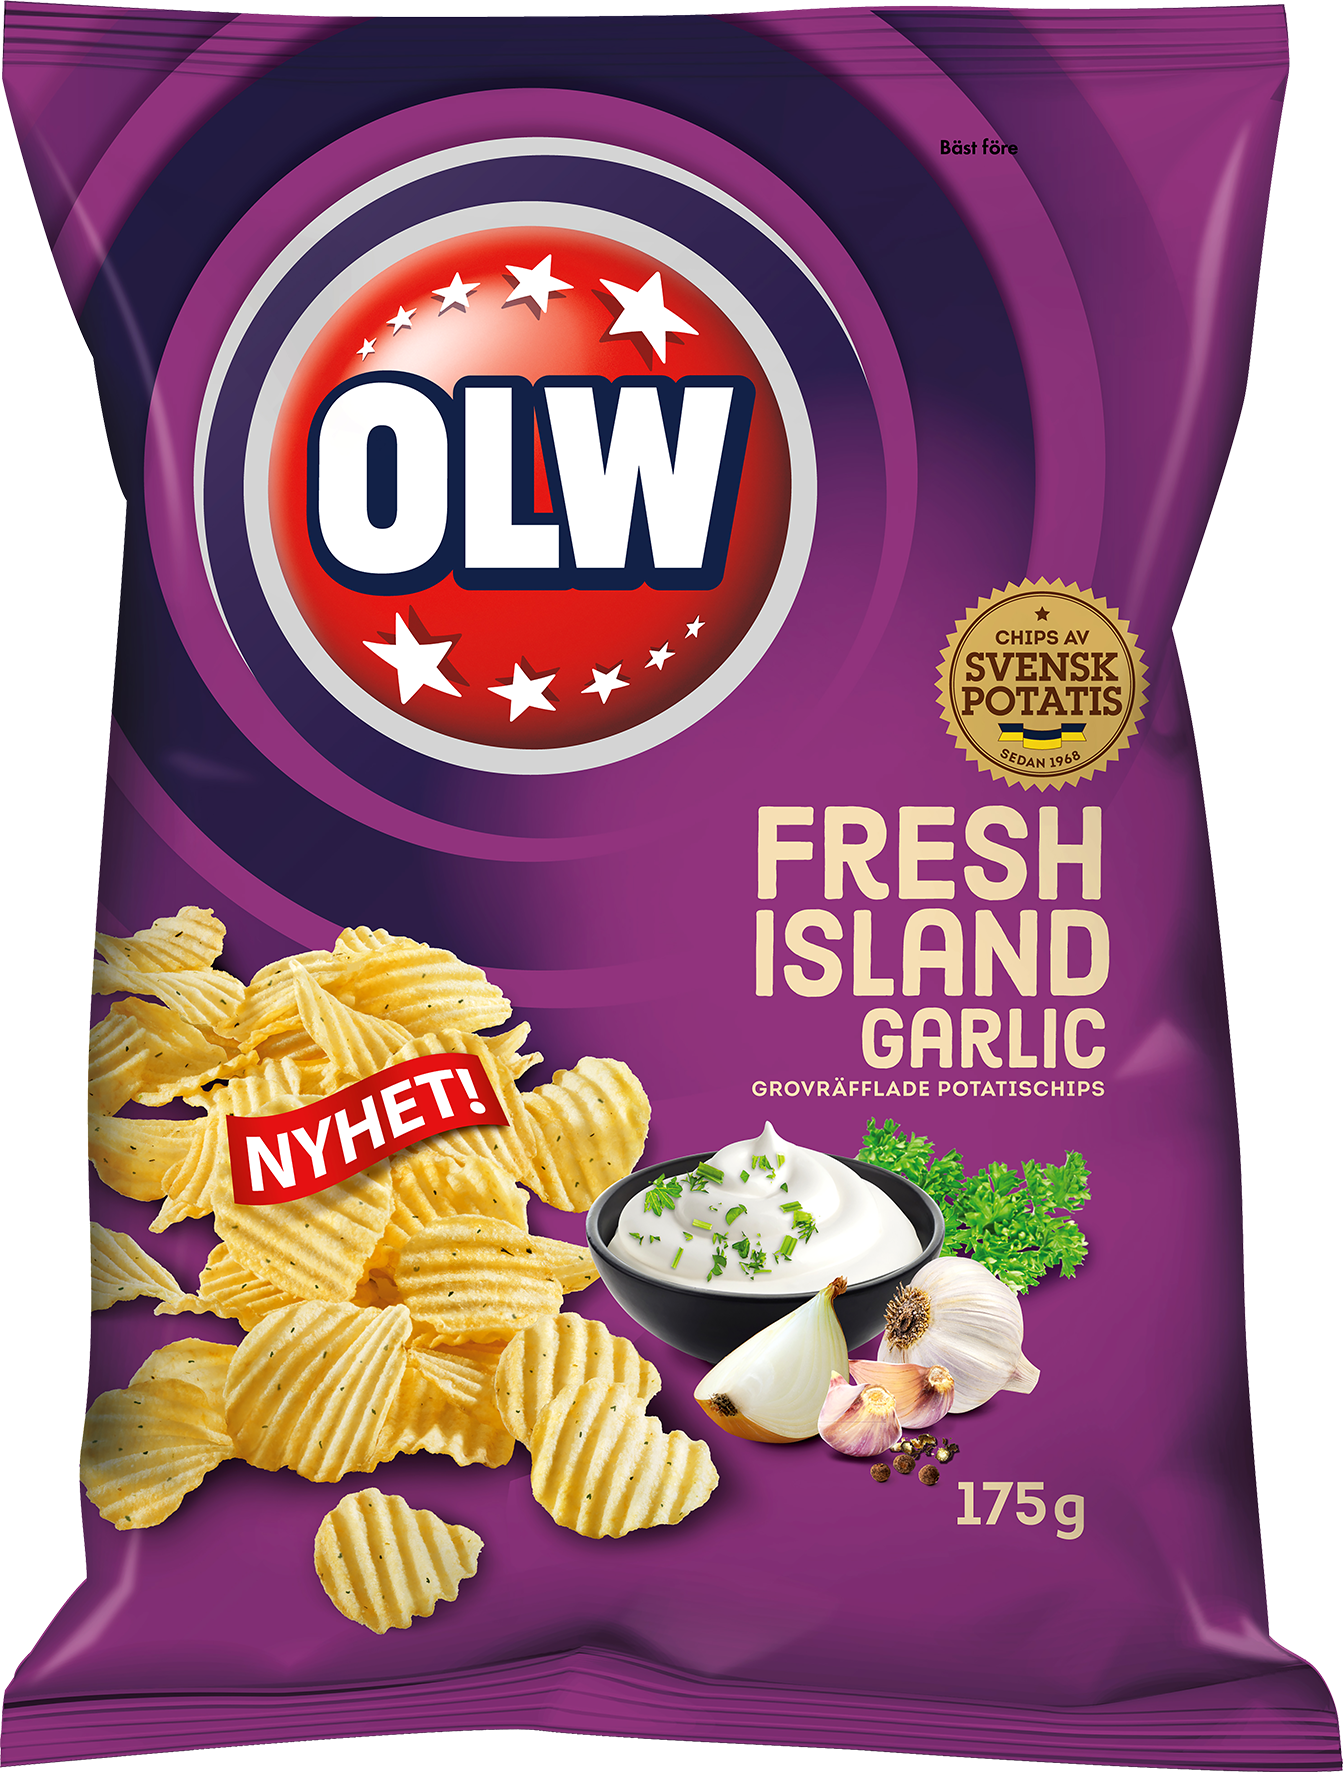 Bäst före
OLW
CHIPS AV
SVENSK
POTATIS
SEDAN 1968
FRESH
ISLAND
GARLIC
GROVRÄFFLADE POTATISCHIPS
NYHET!
175g